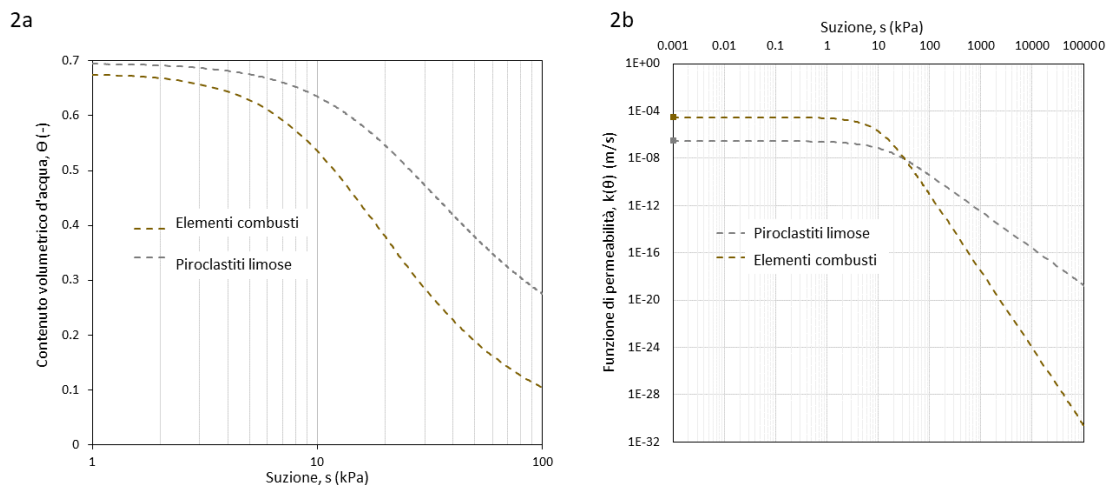 2a
Contenuto volumetrico d'acqua, Θ (-)
0.7
0.6
0.5
0.4
0.3
0.2
0.1
0
Elementi combusti
Piroclastiti limose
1
10
100
Suzione, s (kPa)
2b
Suzione, s (kPa)
0.001
0.01
0.1
1
10
100
1000
10000
100000
Funzione di permeabilità, k(θ) (m/s)
1E+00
1E-04
1E-08
1E-12
1E-16
1E-20
1E-24
1E-28
1E-32
Piroclastiti limose
Elementi combusti